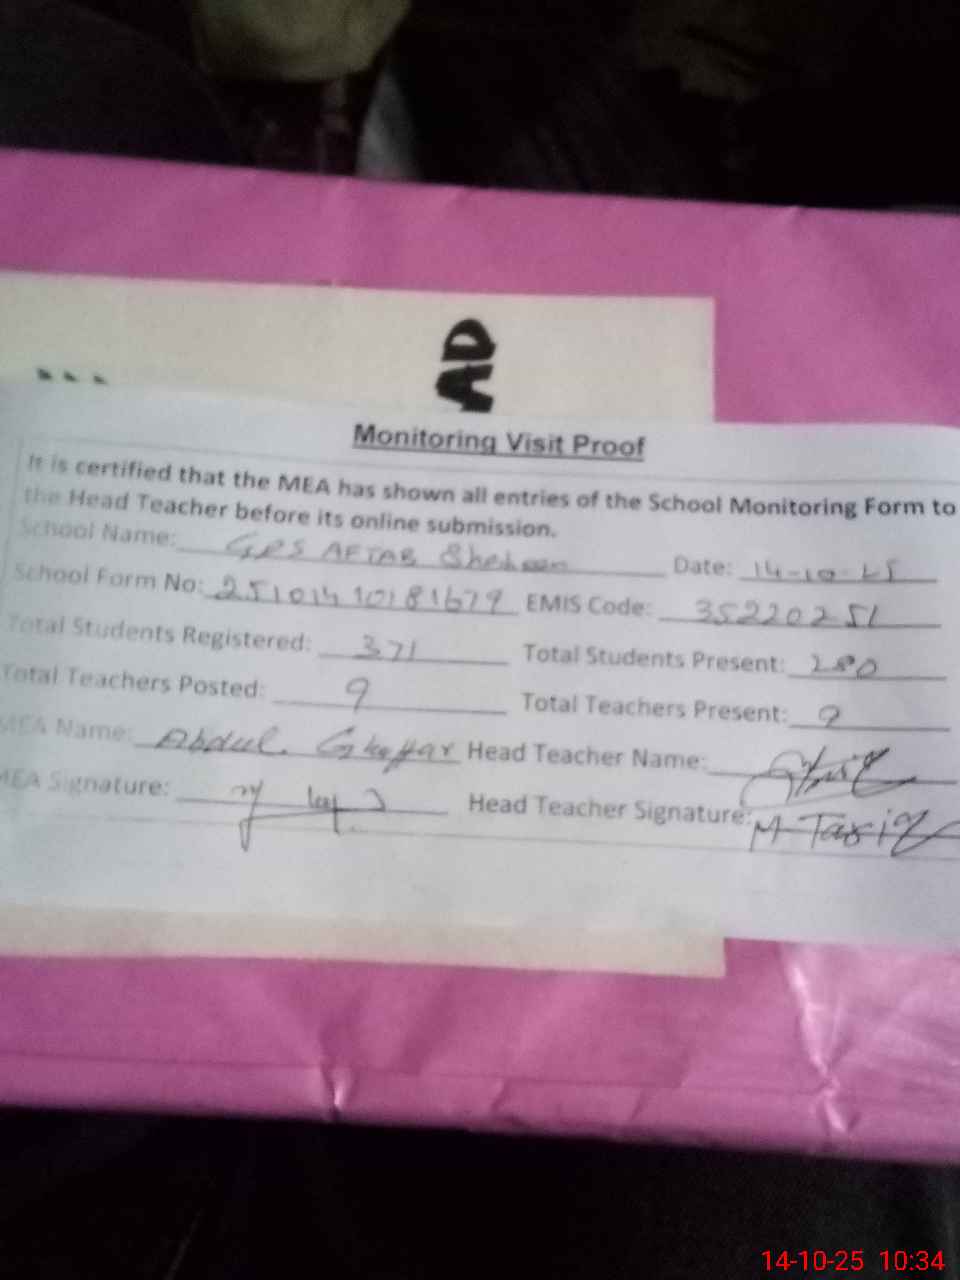 AD
Monitoring Visit Proof
It is certified that the MEA has shown all entries of the School Monitoring Form to
the Head Teacher before its online submission.
School Name: GPS AFTAB Date: 14-10-25
School Form No: 25101410181679 EMIS Code: 35220251
Total Students Registered: 371 Total Students Present: 280
Total Teachers Posted: 9 Total Teachers Present: 9
MEA Name: Abdul Ghaffar Head Teacher Name:
MEA Signature: Head Teacher Signature: M Tariq
14-10-25 10:34